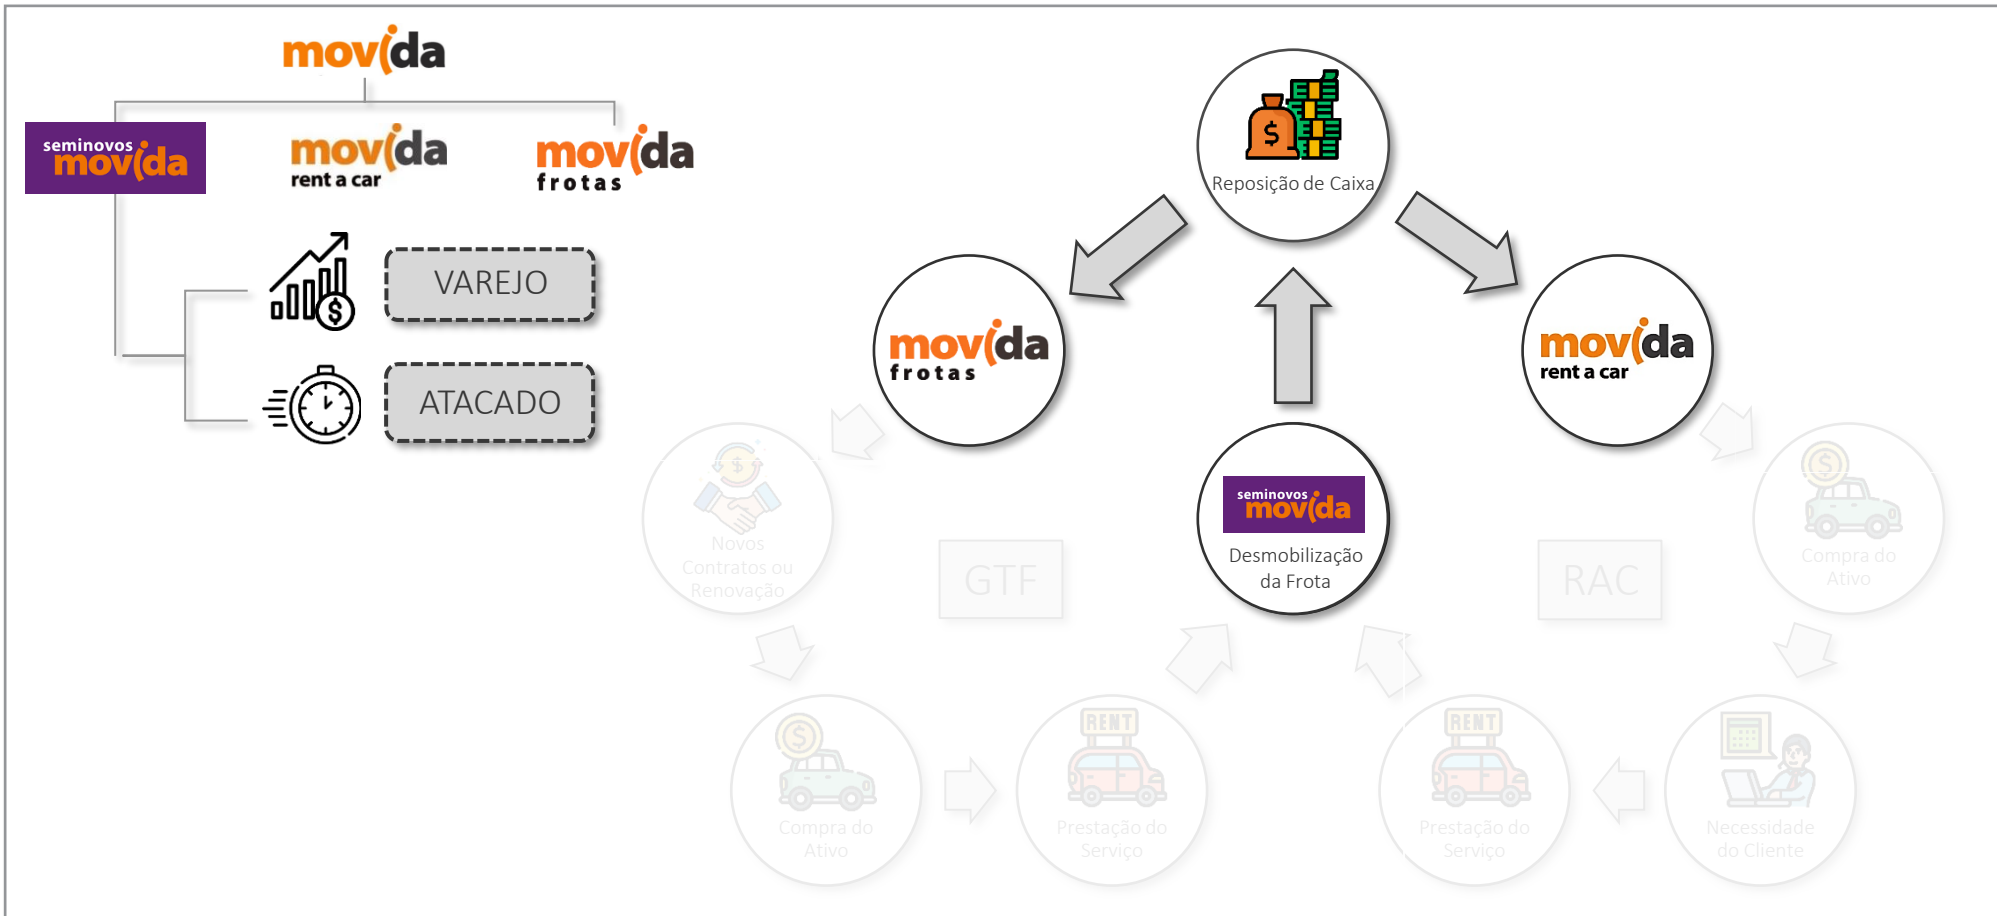 movida
seminovos
movida
movida
rent a car
movida
frotas
VAREJO
ATACADO
Reposição de Caixa
movida
frotas
movida
rent a car
seminovos
movida
Desmobilização
da Frota
Novos
Contratos ou
Renovação
GTF
RAC
Compra do
Ativo
Compra do
Ativo
RENT
Prestação do
Serviço
RENT
Prestação do
Serviço
Necessidade
do Cliente